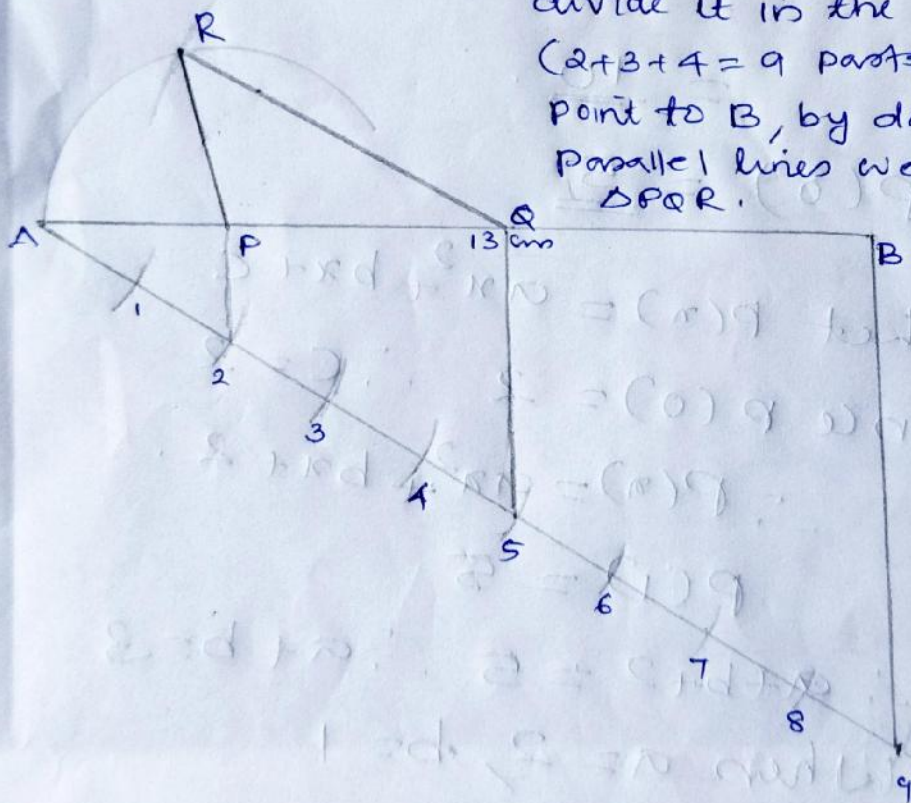 divide it in the
(2+3+4=9 parts
point to B, by d
parallel lines we
△PQR.
R
A
P
Q
13 cm
B
1
2
3
4
5
6
7
8
9